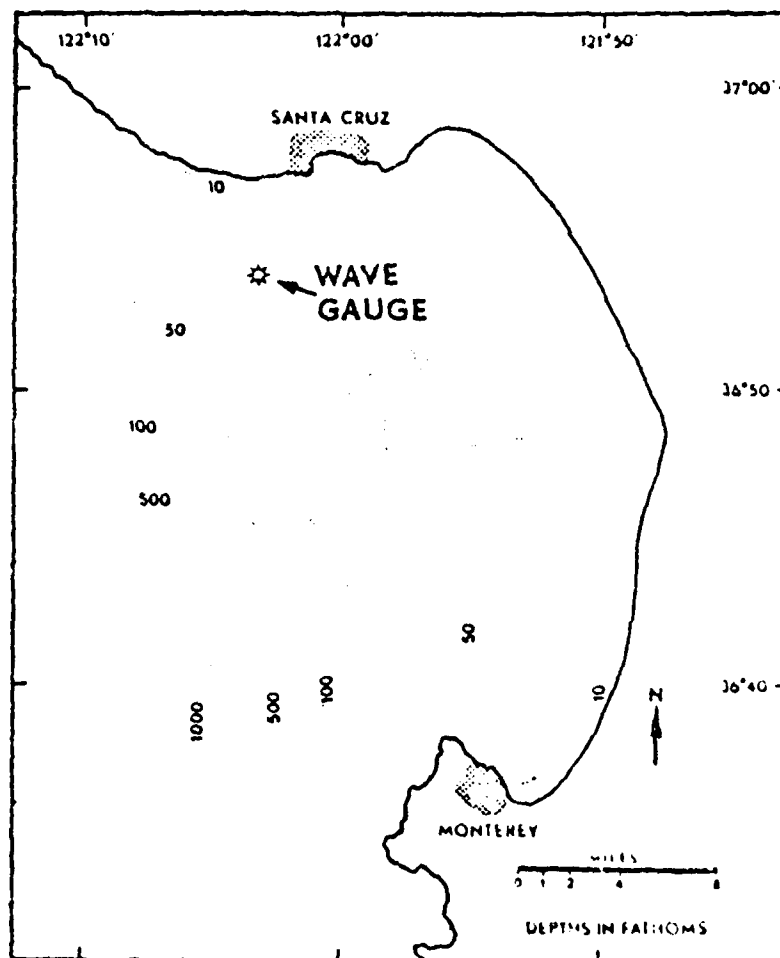 122°10'
122°00'
121°50'
37°00'
SANTA CRUZ
10
WAVE
GAUGE
50
36°50'
100
500
50
36°40'
1000
500
100
10
N
MONTEREY
MILES
0 1 2 4 8
DEPTHS IN FATHOMS